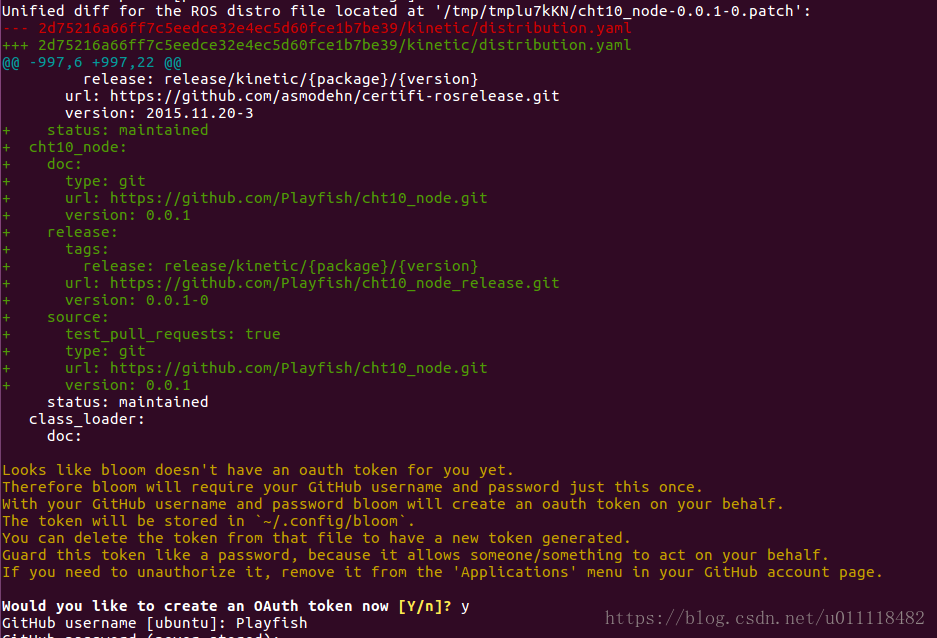 Unified diff for the ROS distro file located at '/tmp/tmplu7kKN/cht10_node-0.0.1-0.patch':
--- 2d75216a66ff7c5eedce32e4ec5d60fce1b7be39/kinetic/distribution.yaml
+++ 2d75216a66ff7c5eedce32e4ec5d60fce1b7be39/kinetic/distribution.yaml
@@ -997,6 +997,22 @@
         release: release/kinetic/{package}/{version}
       url: https://github.com/asmodehn/certifi-rosrelease.git
       version: 2015.11.20-3
+    status: maintained
+  cht10_node:
+    doc:
+      type: git
+      url: https://github.com/Playfish/cht10_node.git
+      version: 0.0.1
+    release:
+      tags:
+        release: release/kinetic/{package}/{version}
+      url: https://github.com/Playfish/cht10_node_release.git
+      version: 0.0.1-0
+    source:
+      test_pull_requests: true
+      type: git
+      url: https://github.com/Playfish/cht10_node.git
+      version: 0.0.1
     status: maintained
   class_loader:
     doc:
Looks like bloom doesn't have an oauth token for you yet.
Therefore bloom will require your GitHub username and password just this once.
With your GitHub username and password bloom will create an oauth token on your behalf.
The token will be stored in `~/.config/bloom`.
You can delete the token from that file to have a new token generated.
Guard this token like a password, because it allows someone/something to act on your behalf.
If you need to unauthorize it, remove it from the 'Applications' menu in your GitHub account page.
Would you like to create an OAuth token now [Y/n]? y
GitHub username [ubuntu]: Playfish
GitHub password (never stored):
https://blog.csdn.net/u011118482